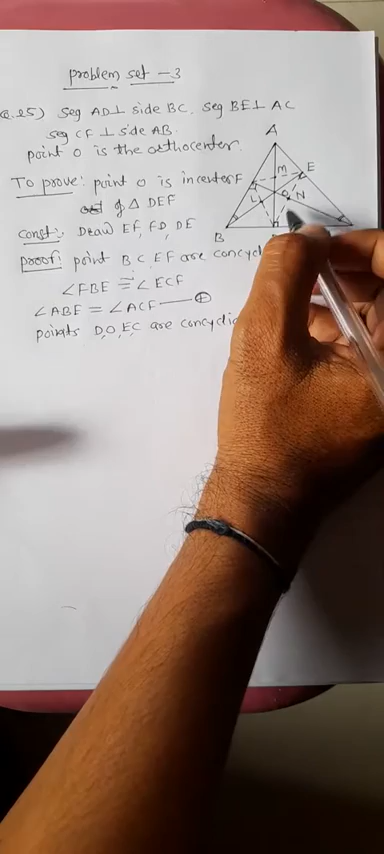 problem set - 3
Q.25) seg AD⊥ side BC, seg BE⊥ AC
seg CF ⊥ side AB.
point O is the orthocenter.
To prove: point O is incenter
of △ DEF
const: Draw EF, FD, DE
proof: point B C, EF are concyclic
∠FBE ≅ ∠ECF
∠ABE = ∠ACF
points D,O,E,C are concyclic
A
M
E
F
L
O
N
B